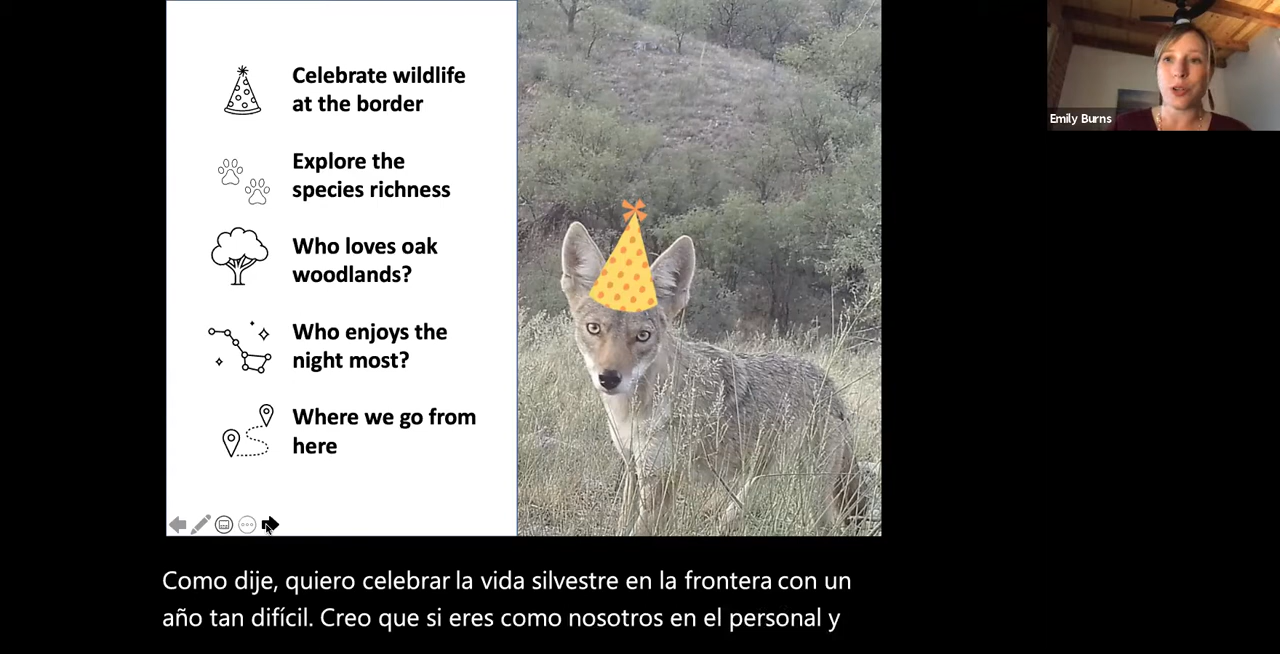 Celebrate wildlife
at the border
Explore the
species richness
Who loves oak
woodlands?
Who enjoys the
night most?
Where we go from
here
Emily Burns
Como dije, quiero celebrar la vida silvestre en la frontera con un
año tan difícil. Creo que si eres como nosotros en el personal y